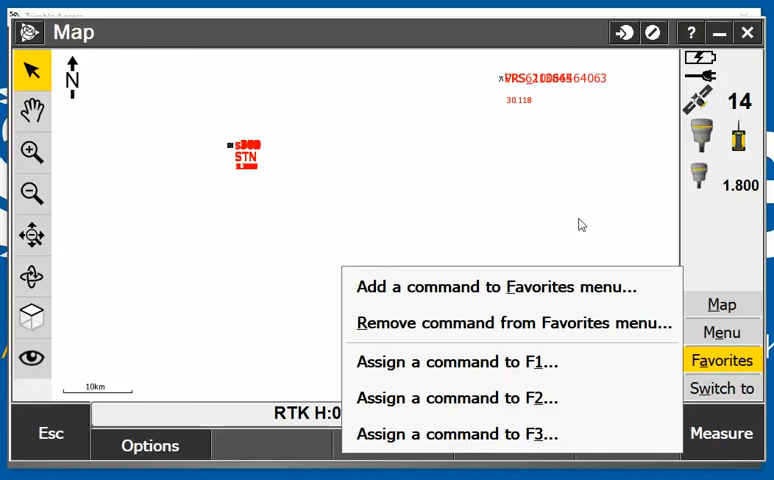 Map
?
N
30.118
STN
14
1.800
Add a command to Favorites menu...
Remove command from Favorites menu...
Assign a command to F1...
Assign a command to F2...
Assign a command to F3...
Map
Menu
Favorites
Switch to
10km
RTK H:0
Esc
Options
Measure